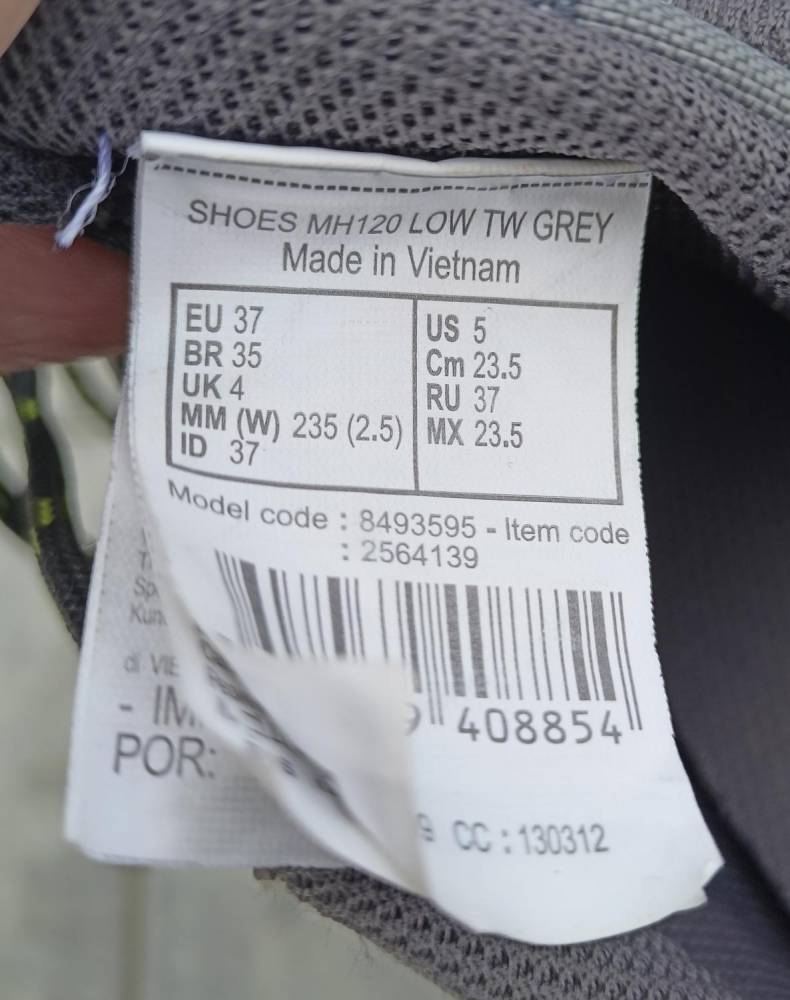 SHOES MH120 LOW TW GREY
Made in Vietnam
EU 37
BR 35
UK 4
MM (W) 235 (2.5)
ID 37
US 5
Cm 23.5
RU 37
MX 23.5
Model code : 8493595 - Item code
: 2564139
408854
CC : 130312
di VIE
POR: